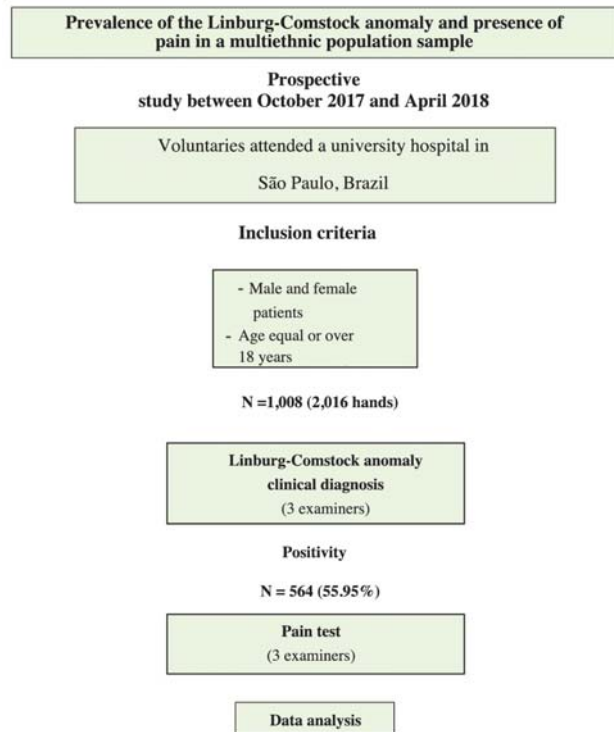 Prevalence of the Linburg-Comstock anomaly and presence of
pain in a multiethnic population sample
Prospective
study between October 2017 and April 2018
Voluntaries attended a university hospital in
São Paulo, Brazil
Inclusion criteria
- Male and female
patients
- Age equal or over
18 years
N =1,008 (2,016 hands)
Linburg-Comstock anomaly
clinical diagnosis
(3 examiners)
Positivity
N = 564 (55.95%)
Pain test
(3 examiners)
Data analysis